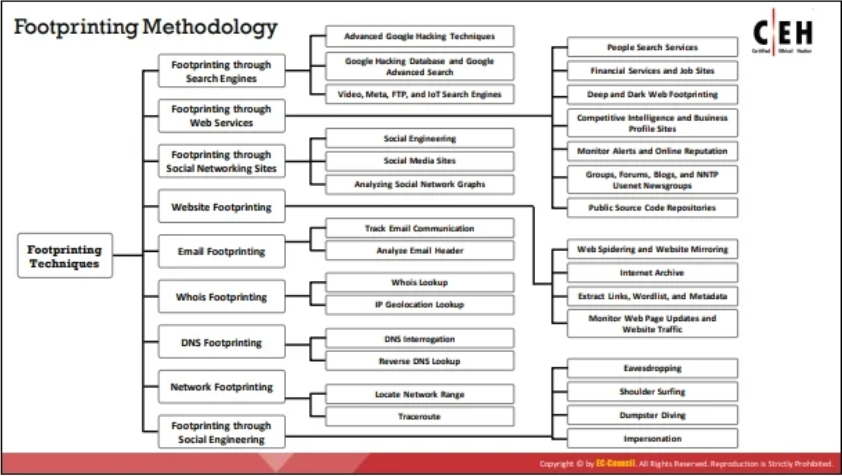 Footprinting Methodology
C|EH
Certified Ethical Hacker
Footprinting
Techniques
Footprinting through
Search Engines
Advanced Google Hacking Techniques
Google Hacking Database and Google
Advanced Search
Video, Meta, FTP, and IoT Search Engines
Footprinting through
Web Services
People Search Services
Financial Services and Job Sites
Deep and Dark Web Footprinting
Competitive Intelligence and Business
Profile Sites
Monitor Alerts and Online Reputation
Groups, Forums, Blogs, and NNTP
Usenet Newsgroups
Public Source Code Repositories
Footprinting through
Social Networking Sites
Social Engineering
Social Media Sites
Analyzing Social Network Graphs
Website Footprinting
Web Spidering and Website Mirroring
Internet Archive
Extract Links, Wordlist, and Metadata
Monitor Web Page Updates and
Website Traffic
Email Footprinting
Track Email Communication
Analyze Email Header
Whois Footprinting
Whois Lookup
IP Geolocation Lookup
DNS Footprinting
DNS Interrogation
Reverse DNS Lookup
Network Footprinting
Locate Network Range
Traceroute
Footprinting through
Social Engineering
Eavesdropping
Shoulder Surfing
Dumpster Diving
Impersonation
Copyright © by EC-Council. All Rights Reserved. Reproduction is Strictly Prohibited.